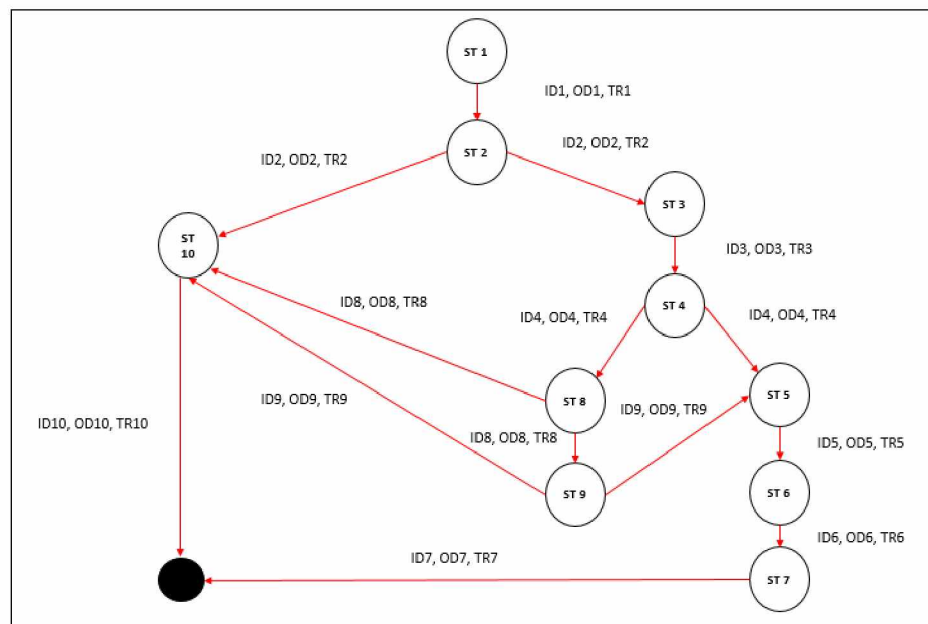 ST 1
ID1, OD1, TR1
ST 2
ID2, OD2, TR2
ID2, OD2, TR2
ST 3
ST
10
ID3, OD3, TR3
ID8, OD8, TR8
ID4, OD4, TR4
ST 4
ID4, OD4, TR4
ID9, OD9, TR9
ST 8
ID9, OD9, TR9
ST 5
ID10, OD10, TR10
ID8, OD8, TR8
ID5, OD5, TR5
ST 9
ST 6
ID6, OD6, TR6
ID7, OD7, TR7
ST 7